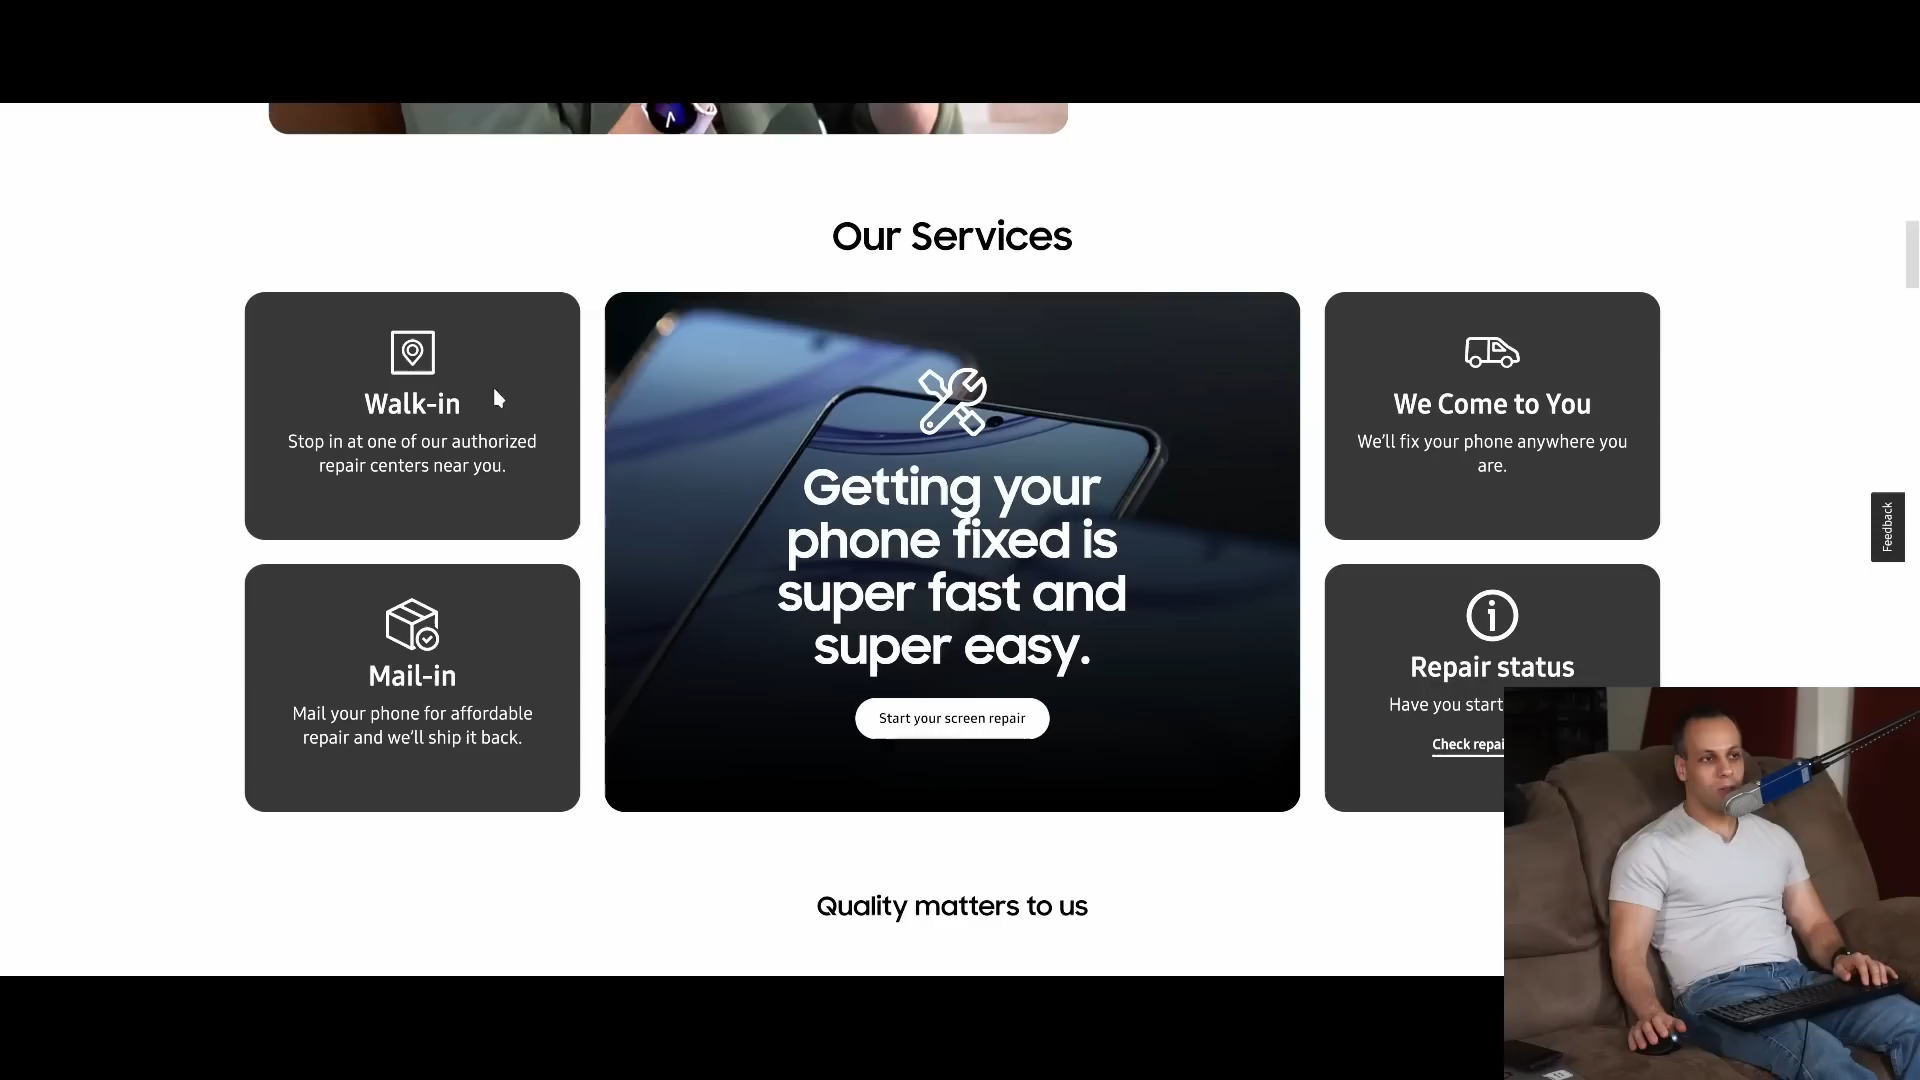 Our Services
Walk-in
Stop in at one of our authorized
repair centers near you.
Mail-in
Mail your phone for affordable
repair and we'll ship it back.
Getting your
phone fixed is
super fast and
super easy.
Start your screen repair
We Come to You
We'll fix your phone anywhere you
are.
Repair status
Have you start
Check repai
Feedback
Quality matters to us